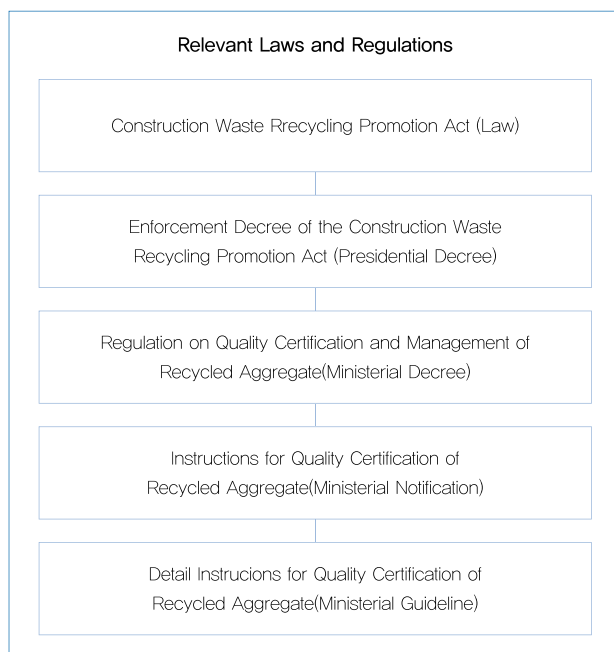 Relevant Laws and Regulations
Construction Waste Rrecycling Promotion Act (Law)
Enforcement Decree of the Construction Waste
Recycling Promotion Act (Presidential Decree)
Regulation on Quality Certification and Management of
Recycled Aggregate(Ministerial Decree)
Instructions for Quality Certification of
Recycled Aggregate(Ministerial Notification)
Detail Instrucions for Quality Certification of
Recycled Aggregate(Ministerial Guideline)